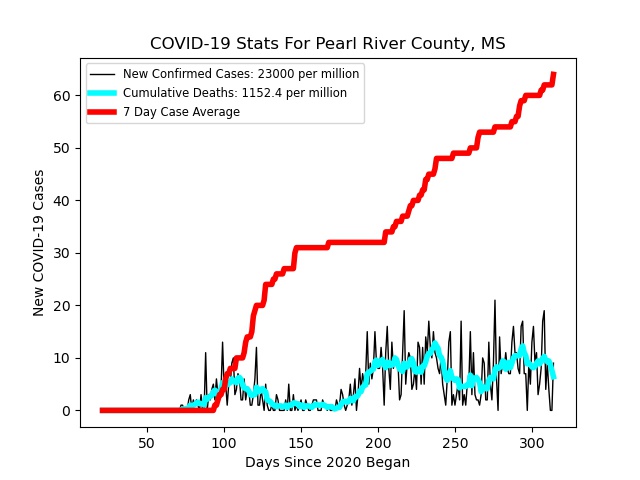 COVID-19 Stats For Pearl River County, MS
New Confirmed Cases: 23000 per million
Cumulative Deaths: 1152.4 per million
7 Day Case Average
60
50
40
30
20
10
0
New COVID-19 Cases
50 100 150 200 250 300
Days Since 2020 Began